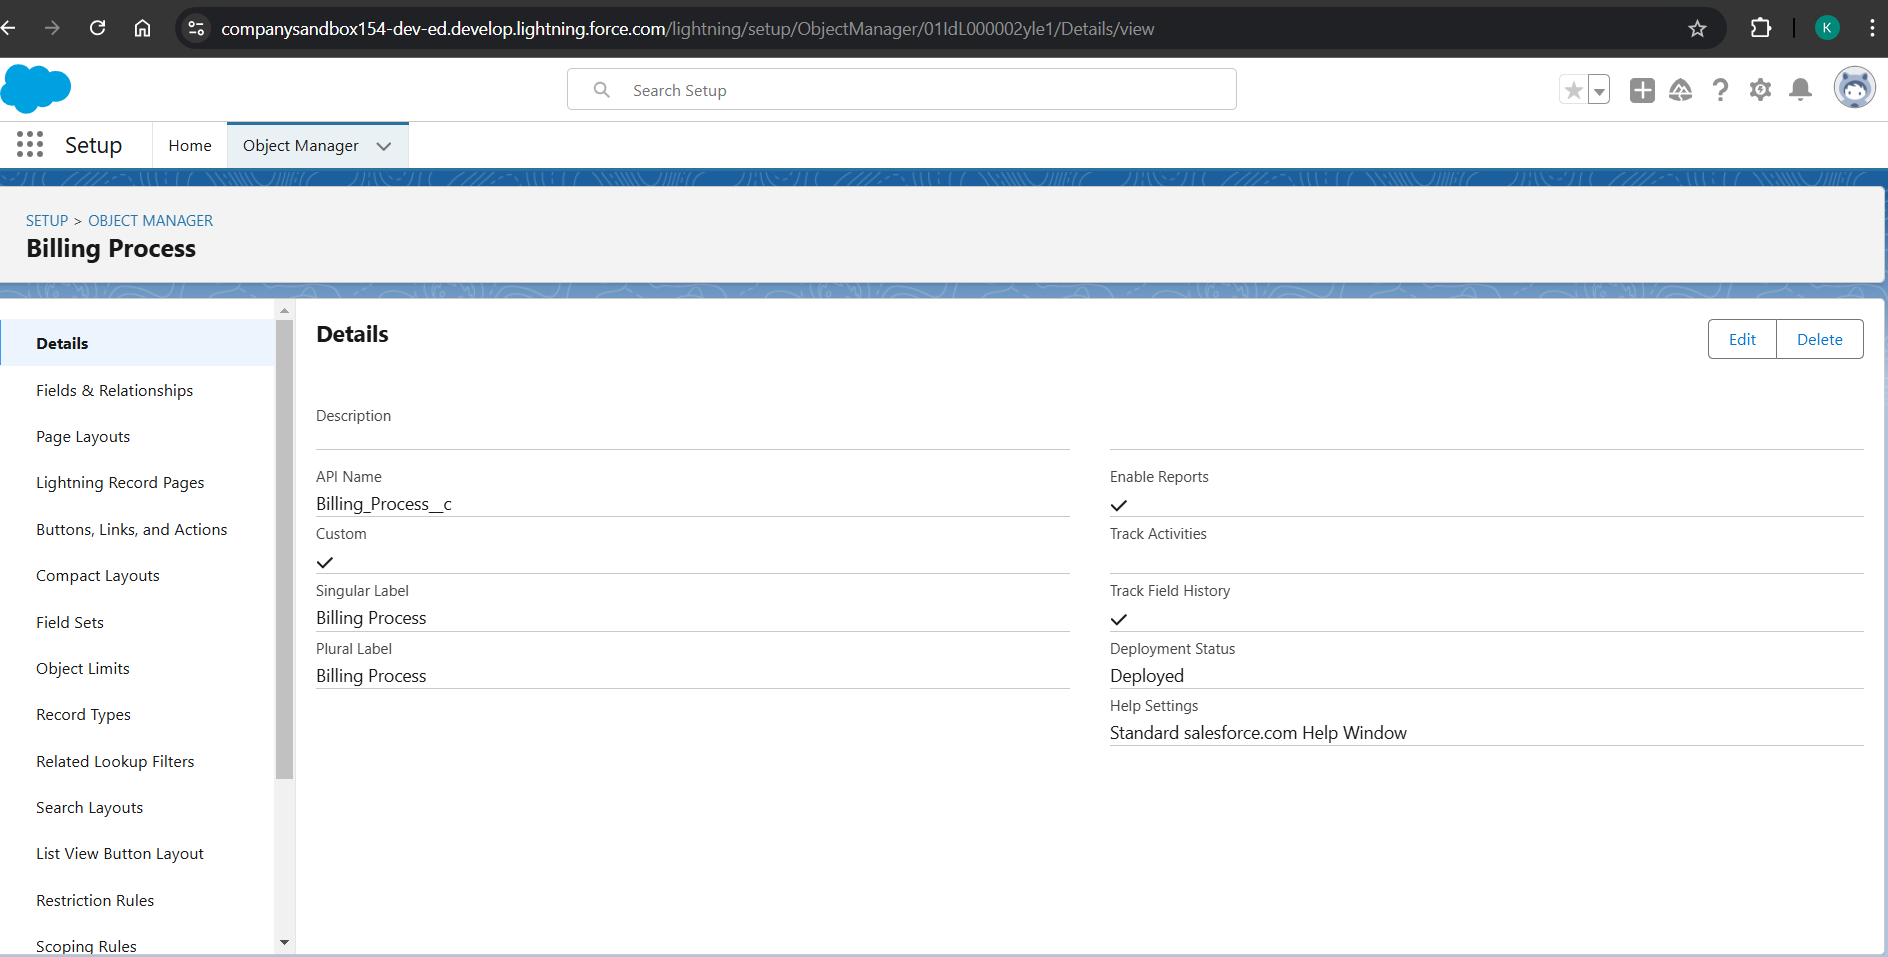 companysandbox154-dev-ed.develop.lightning.force.com/lightning/setup/ObjectManager/01IdL000002yle1/Details/view
K
Search Setup
Setup
Home
Object Manager
SETUP > OBJECT MANAGER
Billing Process
Details
Fields & Relationships
Page Layouts
Lightning Record Pages
Buttons, Links, and Actions
Compact Layouts
Field Sets
Object Limits
Record Types
Related Lookup Filters
Search Layouts
List View Button Layout
Restriction Rules
Scoping Rules
Details
Edit
Delete
Description
API Name
Billing_Process__c
Custom
Singular Label
Billing Process
Plural Label
Billing Process
Enable Reports
Track Activities
Track Field History
Deployment Status
Deployed
Help Settings
Standard salesforce.com Help Window